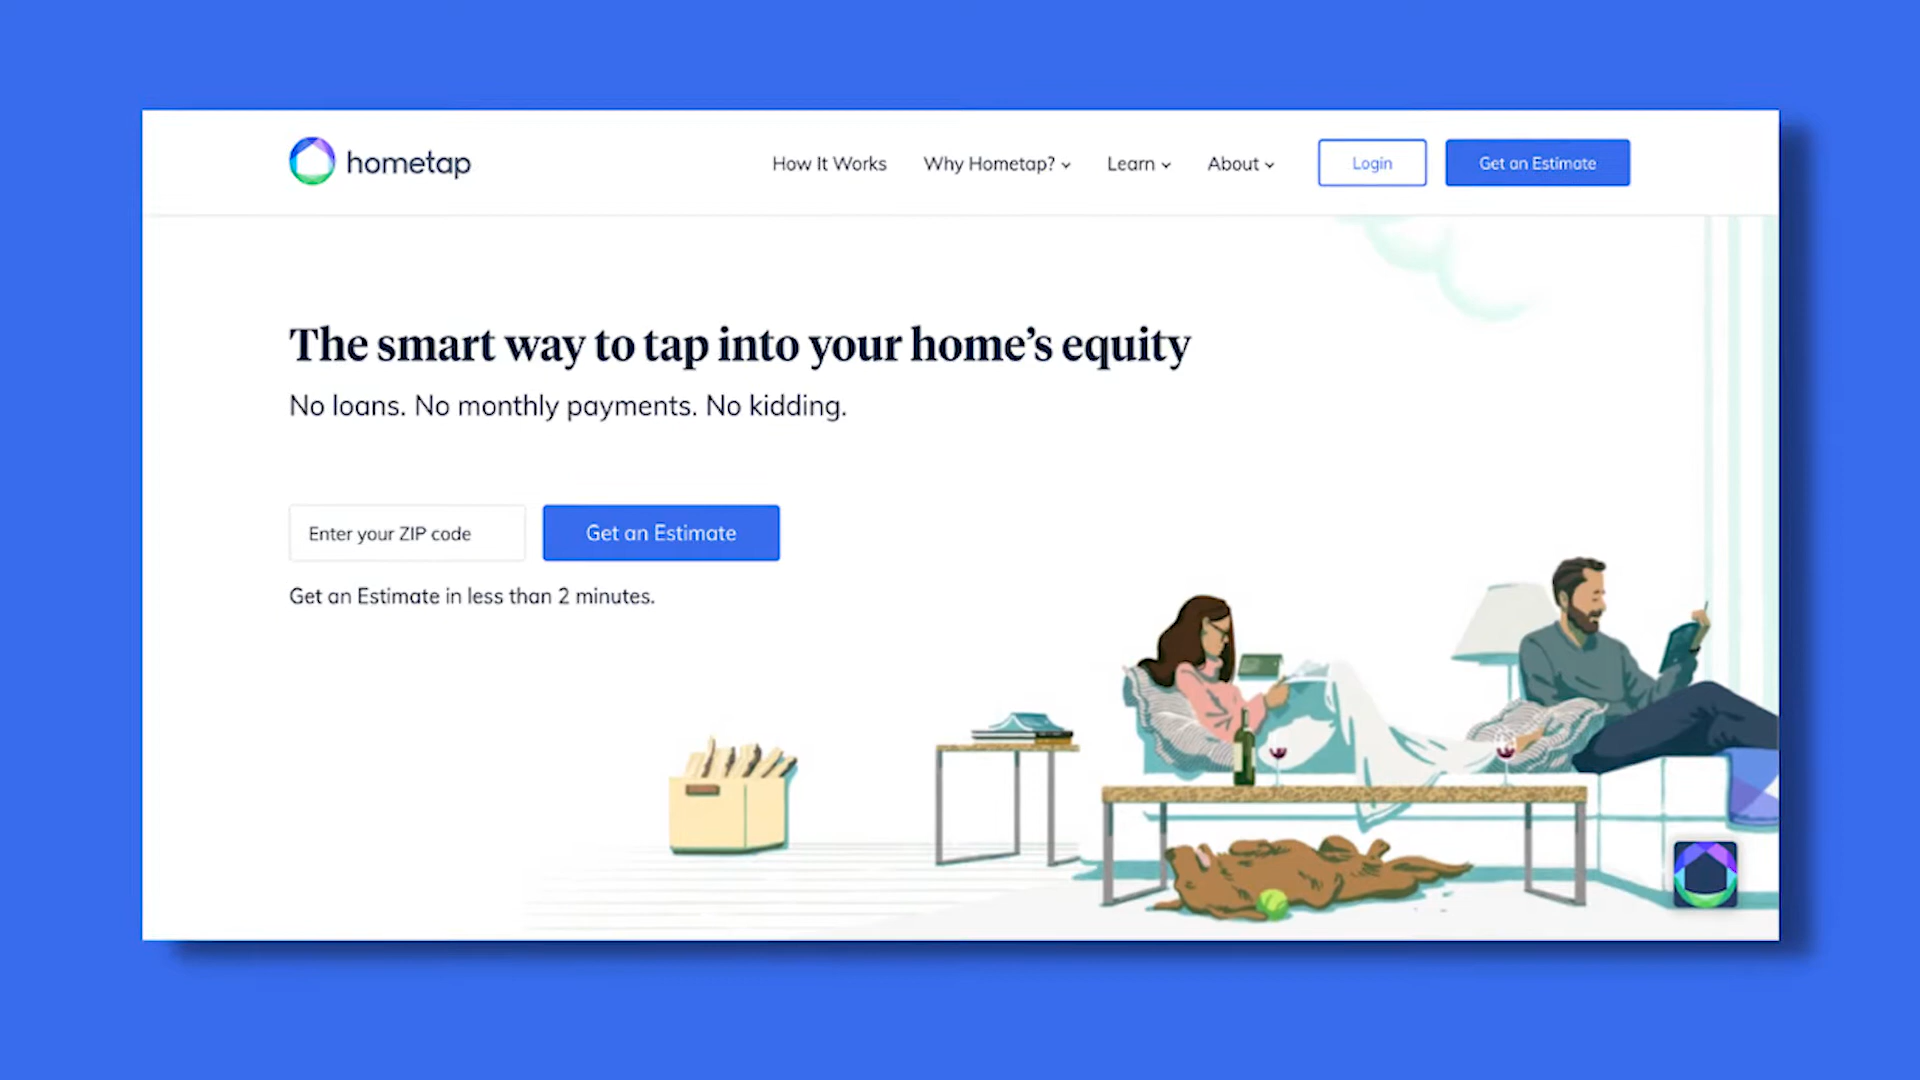 hometap
How It Works
Why Hometap?
Learn
About
Login
Get an Estimate
The smart way to tap into your home’s equity
No loans. No monthly payments. No kidding.
Enter your ZIP code
Get an Estimate
Get an Estimate in less than 2 minutes.